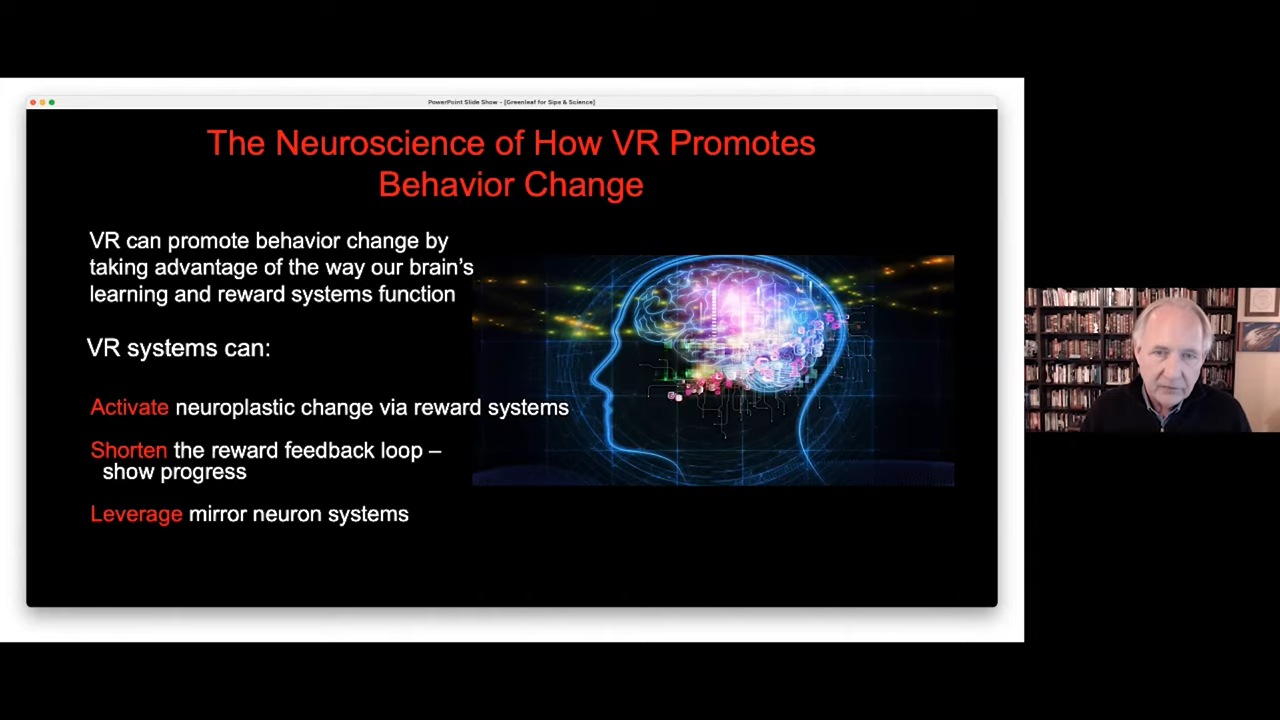 PowerPoint Slide Show - [Greenleaf for Sips & Science]
The Neuroscience of How VR Promotes
Behavior Change
VR can promote behavior change by
taking advantage of the way our brain's
learning and reward systems function
VR systems can:
Activate neuroplastic change via reward systems
Shorten the reward feedback loop –
show progress
Leverage mirror neuron systems